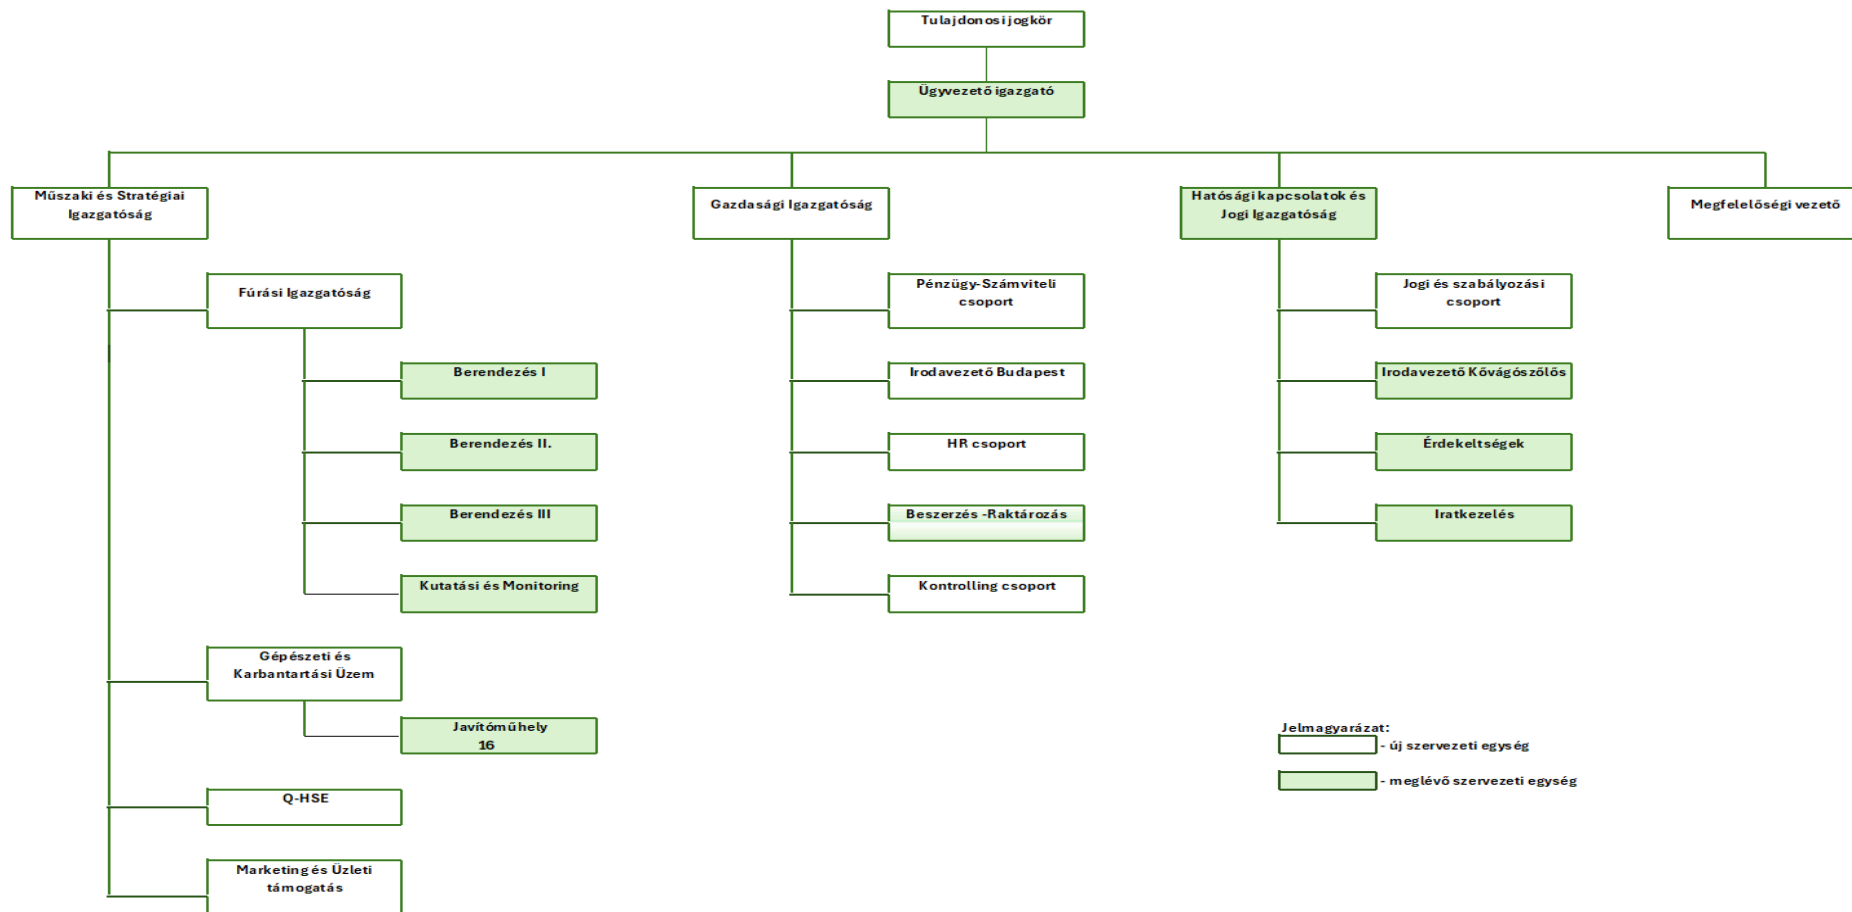 Tulajdonosi jogkör
Ügyvezető igazgató
Műszaki és Stratégiai
Igazgatóság
Gazdasági Igazgatóság
Hatósági kapcsolatok és
Jogi Igazgatóság
Megfelelőségi vezető
Fúrási Igazgatóság
Pénzügy-Számviteli
csoport
Jogi és szabályozási
csoport
Berendezés I
Irodavezető Budapest
Irodavezető Kővágószőlős
Berendezés II.
HR csoport
Érdekeltségek
Berendezés III
Beszerzés -Raktározás
Iratkezelés
Kutatási és Monitoring
Kontrolling csoport
Gépészeti és
Karbantartási Üzem
Javítóműhely
16
Jelmagyarázat:
- új szervezeti egység
- meglévő szervezeti egység
Q-HSE
Marketing és Üzleti
támogatás